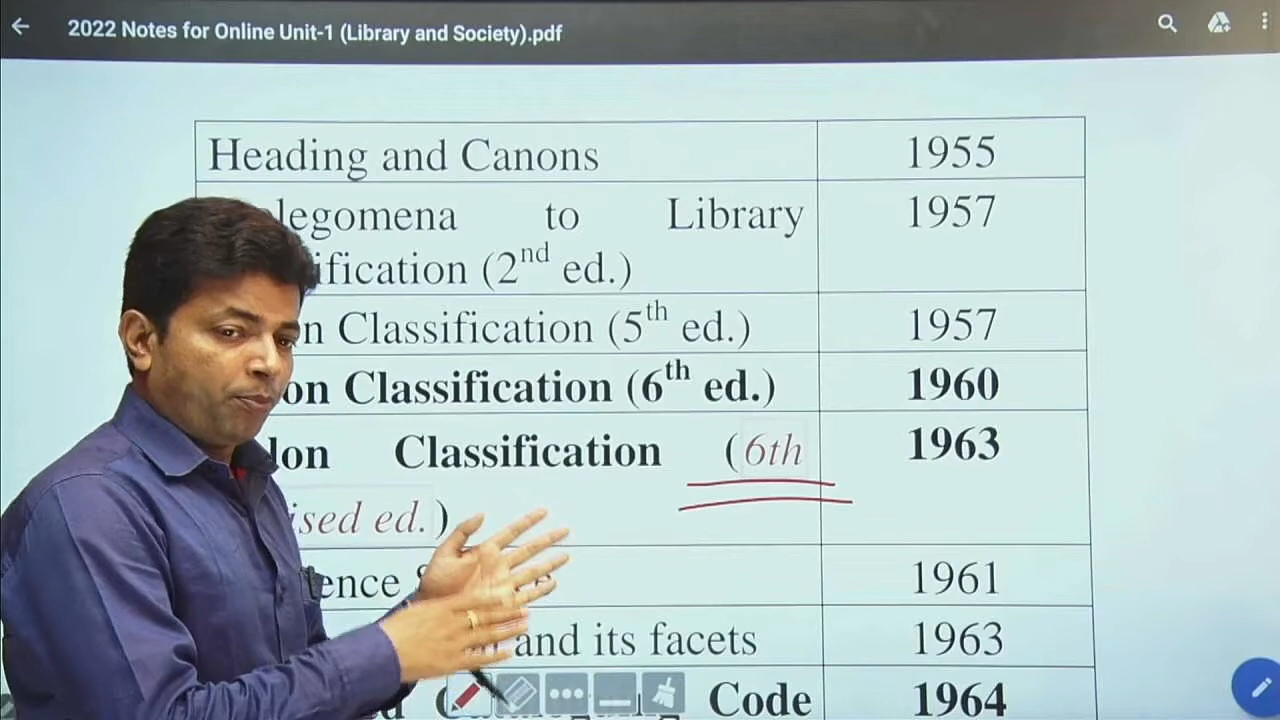 2022 Notes for Online Unit-1 (Library and Society).pdf
Heading and Canons 1955
legomena to Library 1957
ification (2nd ed.)
n Classification (5th ed.) 1957
on Classification (6th ed.) 1960
lon Classification (6th 1963
ised ed.)
ence 1961
and its facets 1963
Code 1964